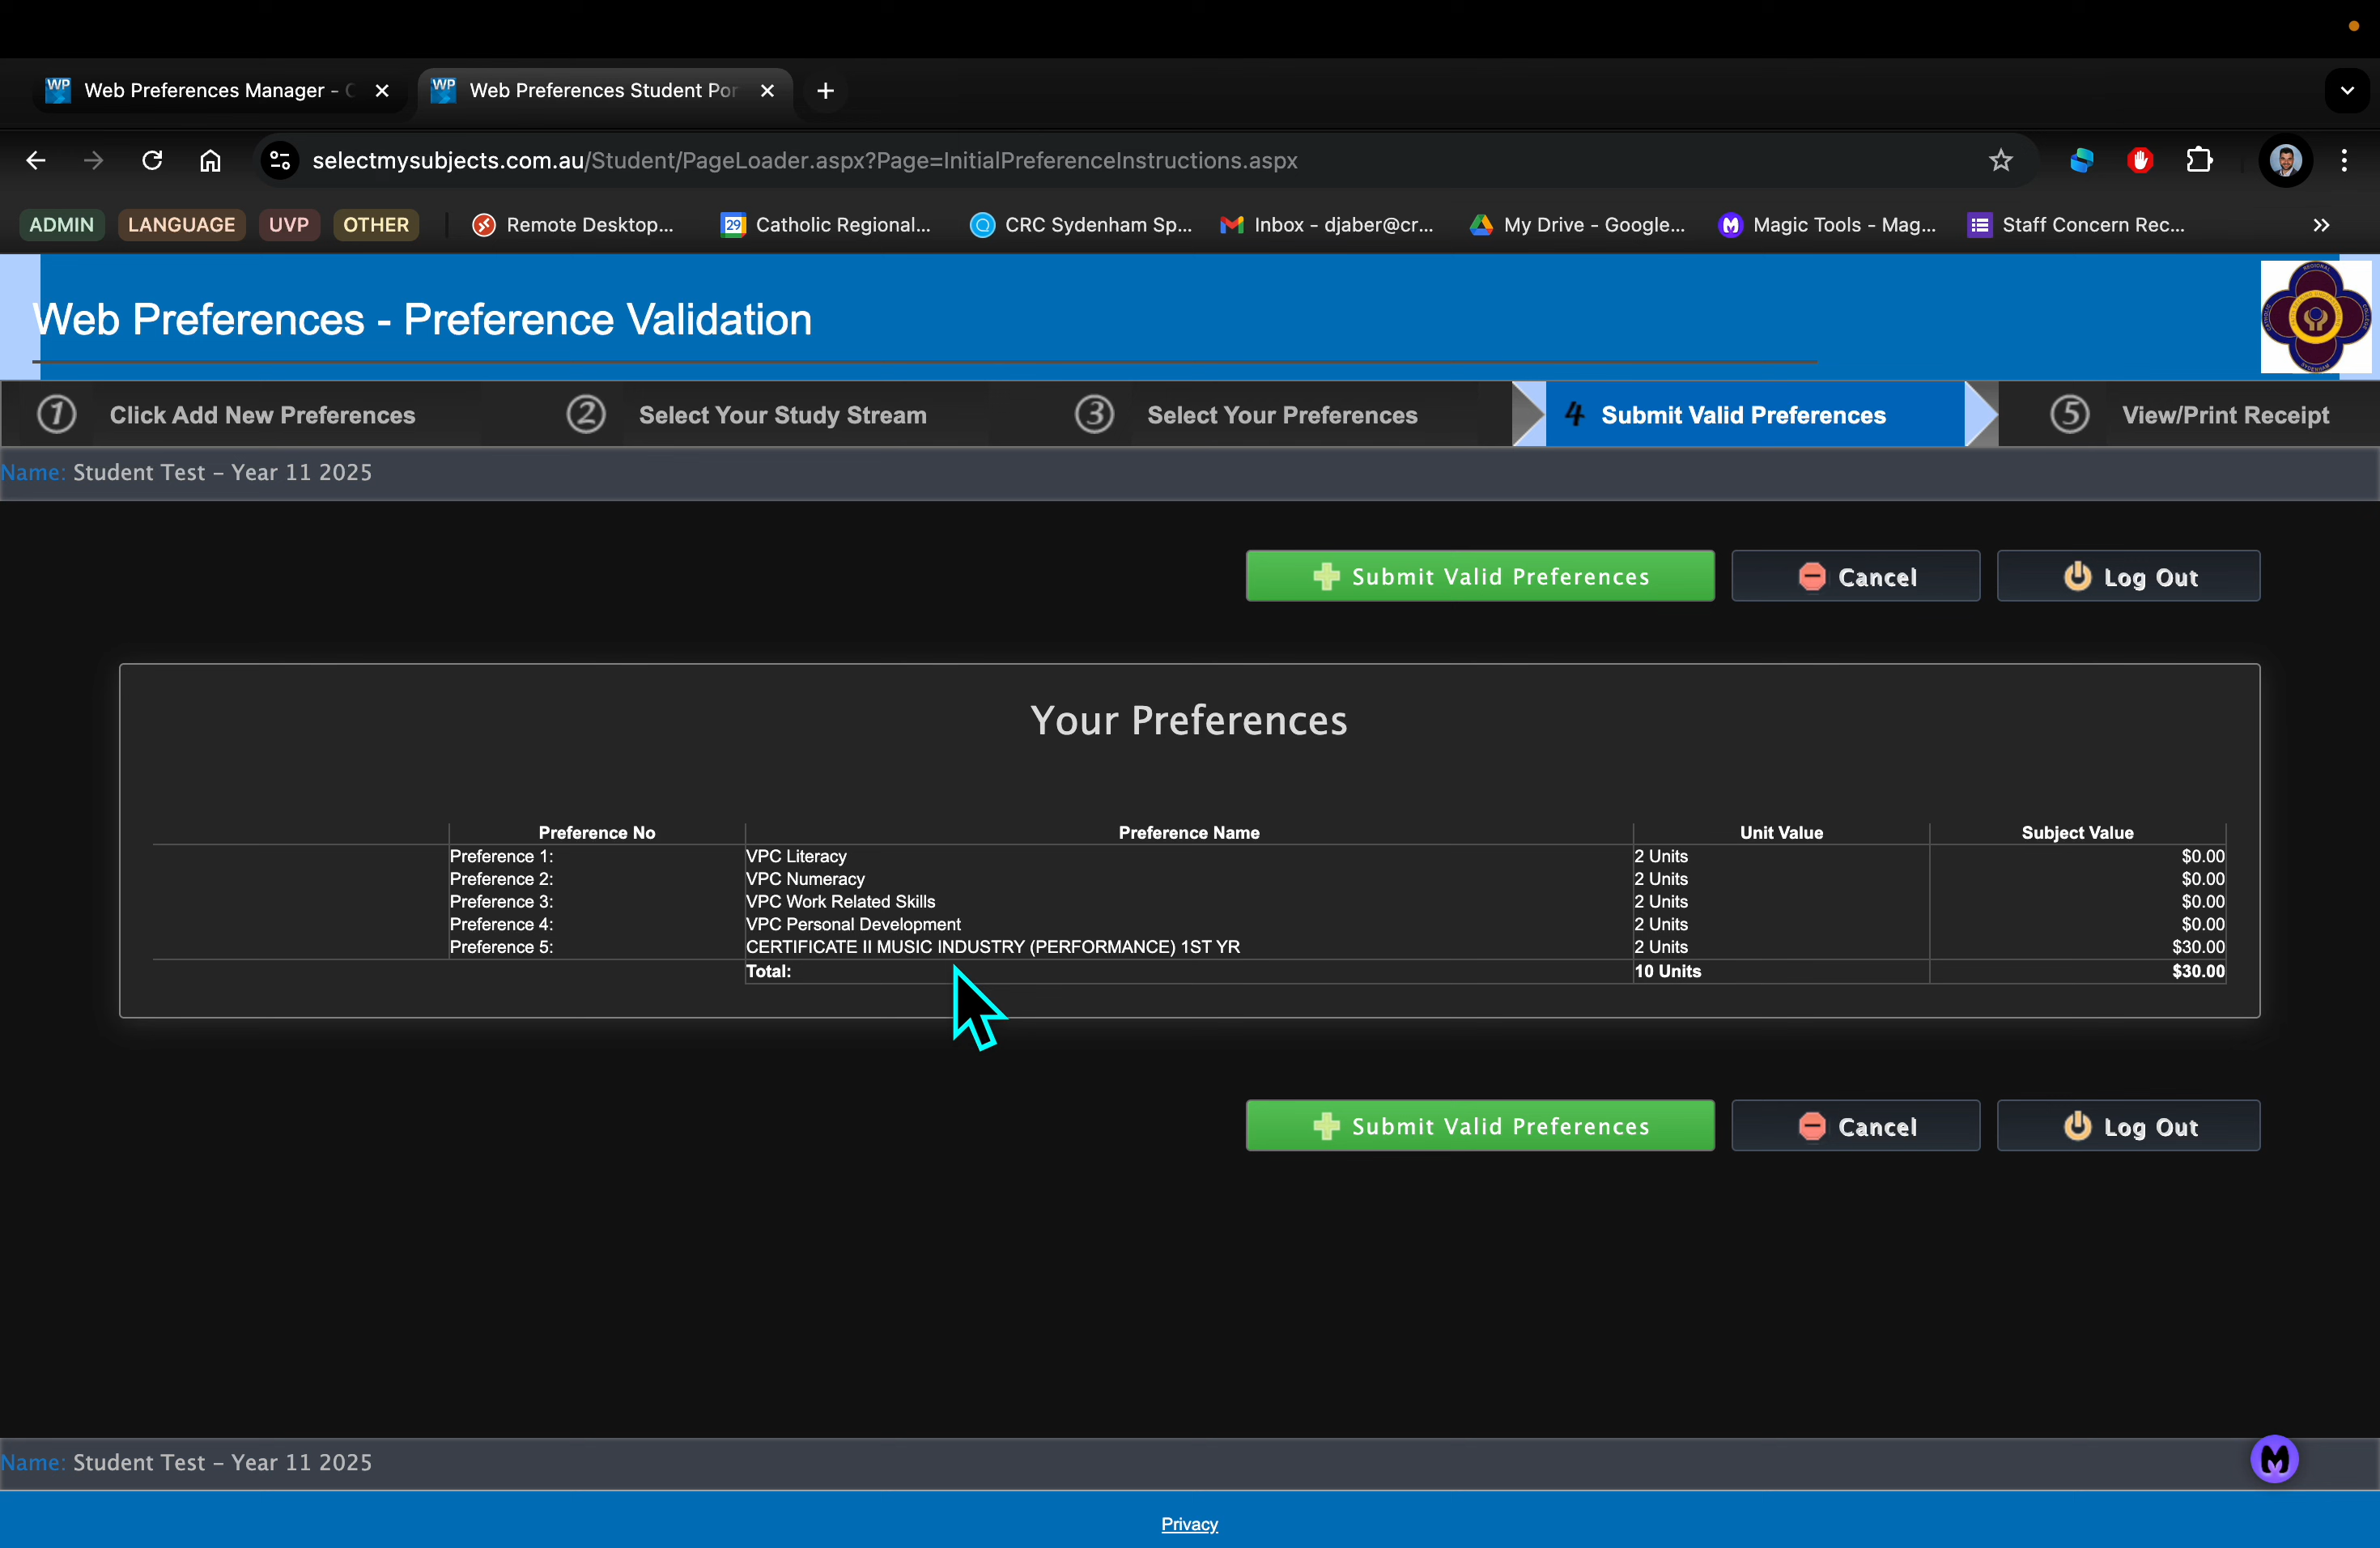 WP Web Preferences Manager - C
WP Web Preferences Student Por
selectmysubjects.com.au/Student/PageLoader.aspx?Page=InitialPreferenceInstructions.aspx
ADMIN LANGUAGE UVP OTHER Remote Desktop... 29 Catholic Regional... CRC Sydenham Sp... Inbox - djaber@cr... My Drive - Google... Magic Tools - Mag... Staff Concern Rec...
Web Preferences - Preference Validation
1 Click Add New Preferences 2 Select Your Study Stream 3 Select Your Preferences 4 Submit Valid Preferences 5 View/Print Receipt
Name: Student Test – Year 11 2025
Submit Valid Preferences Cancel Log Out
Your Preferences
Preference No Preference Name Unit Value Subject Value
Preference 1: VPC Literacy 2 Units $0.00
Preference 2: VPC Numeracy 2 Units $0.00
Preference 3: VPC Work Related Skills 2 Units $0.00
Preference 4: VPC Personal Development 2 Units $0.00
Preference 5: CERTIFICATE II MUSIC INDUSTRY (PERFORMANCE) 1ST YR 2 Units $30.00
Total: 10 Units $30.00
Submit Valid Preferences Cancel Log Out
Name: Student Test – Year 11 2025
Privacy